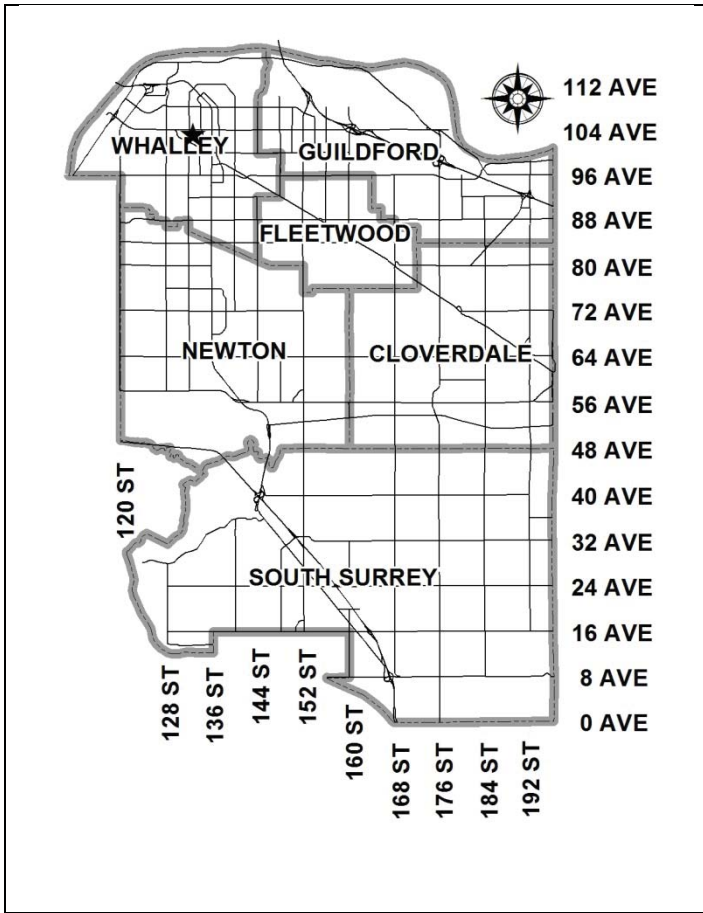 112 AVE
104 AVE
WHALLEY
GUILDFORD
96 AVE
88 AVE
FLEETWOOD
80 AVE
72 AVE
NEWTON
CLOVERDALE
64 AVE
56 AVE
48 AVE
120 ST
40 AVE
32 AVE
SOUTH SURREY
24 AVE
16 AVE
128 ST
136 ST
144 ST
152 ST
160 ST
8 AVE
0 AVE
168 ST
176 ST
184 ST
192 ST